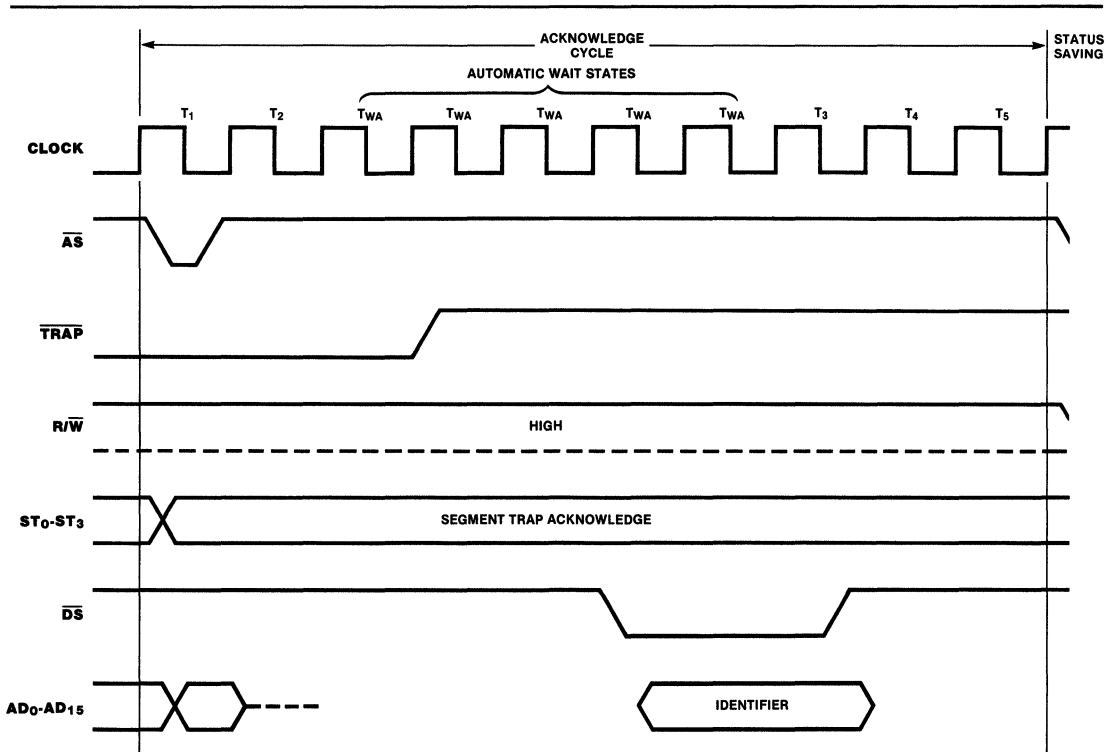 ACKNOWLEDGE
CYCLE
STATUS
SAVING
AUTOMATIC WAIT STATES
T1 T2 TWA TWA TWA TWA TWA T3 T4 T5
CLOCK
AS
TRAP
R/W
HIGH
ST0-ST3
SEGMENT TRAP ACKNOWLEDGE
DS
AD0-AD15
IDENTIFIER